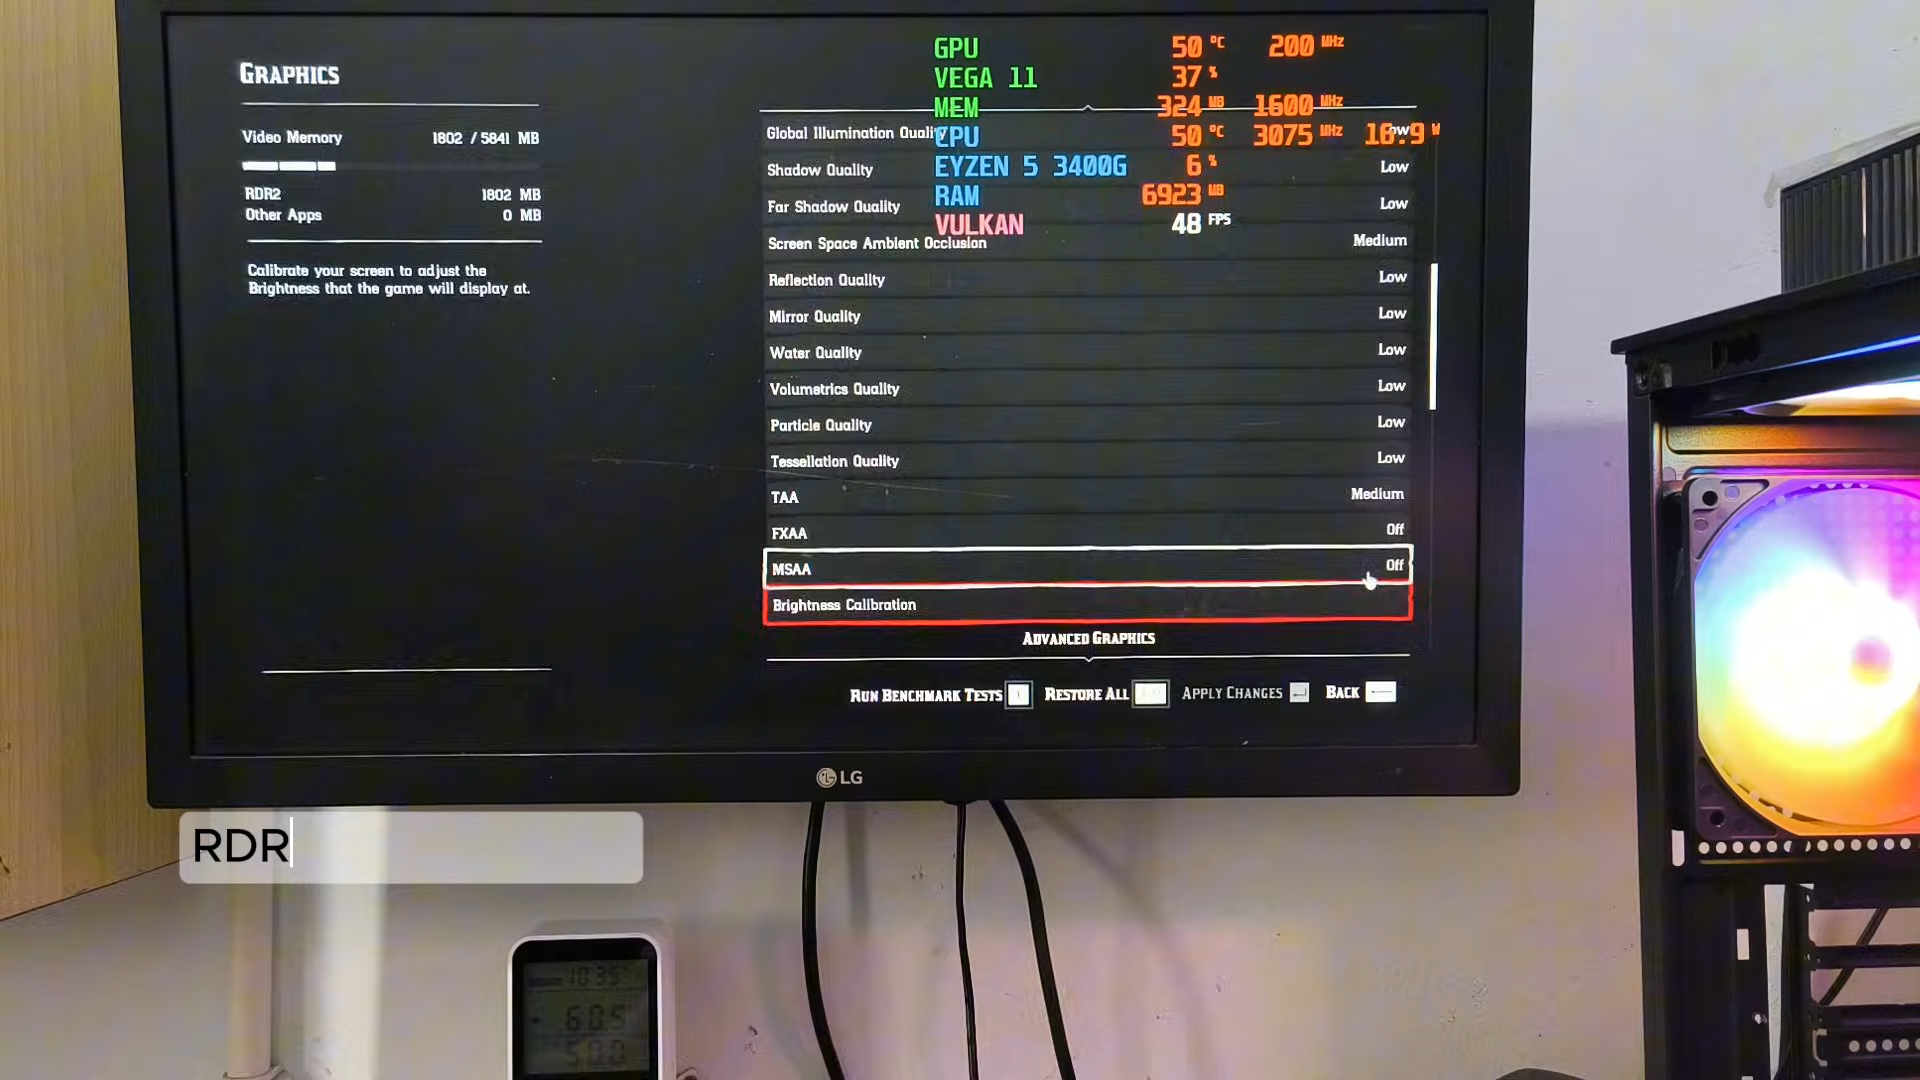 GRAPHICS
Video Memory 1802 / 5841 MB
RDR2 1802 MB
Other Apps 0 MB
Calibrate your screen to adjust the
Brightness that the game will display at.
GPU 50 °C 200 MHz
VEGA 11 37 %
MEM 324 MB 1600 MHz
CPU 50 °C 3075 MHz 16.9 W
EYZEN 5 3400G 6 %
RAM 6923 MB
VULKAN 48 FPS
Global Illumination Quality
Shadow Quality Low
Far Shadow Quality Low
Screen Space Ambient Occlusion Medium
Reflection Quality Low
Mirror Quality Low
Water Quality Low
Volumetrics Quality Low
Particle Quality Low
Tessellation Quality Low
TAA Medium
FXAA Off
MSAA Off
Brightness Calibration
ADVANCED GRAPHICS
RUN BENCHMARK TESTS RESTORE ALL APPLY CHANGES BACK
LG
RDR
605
500